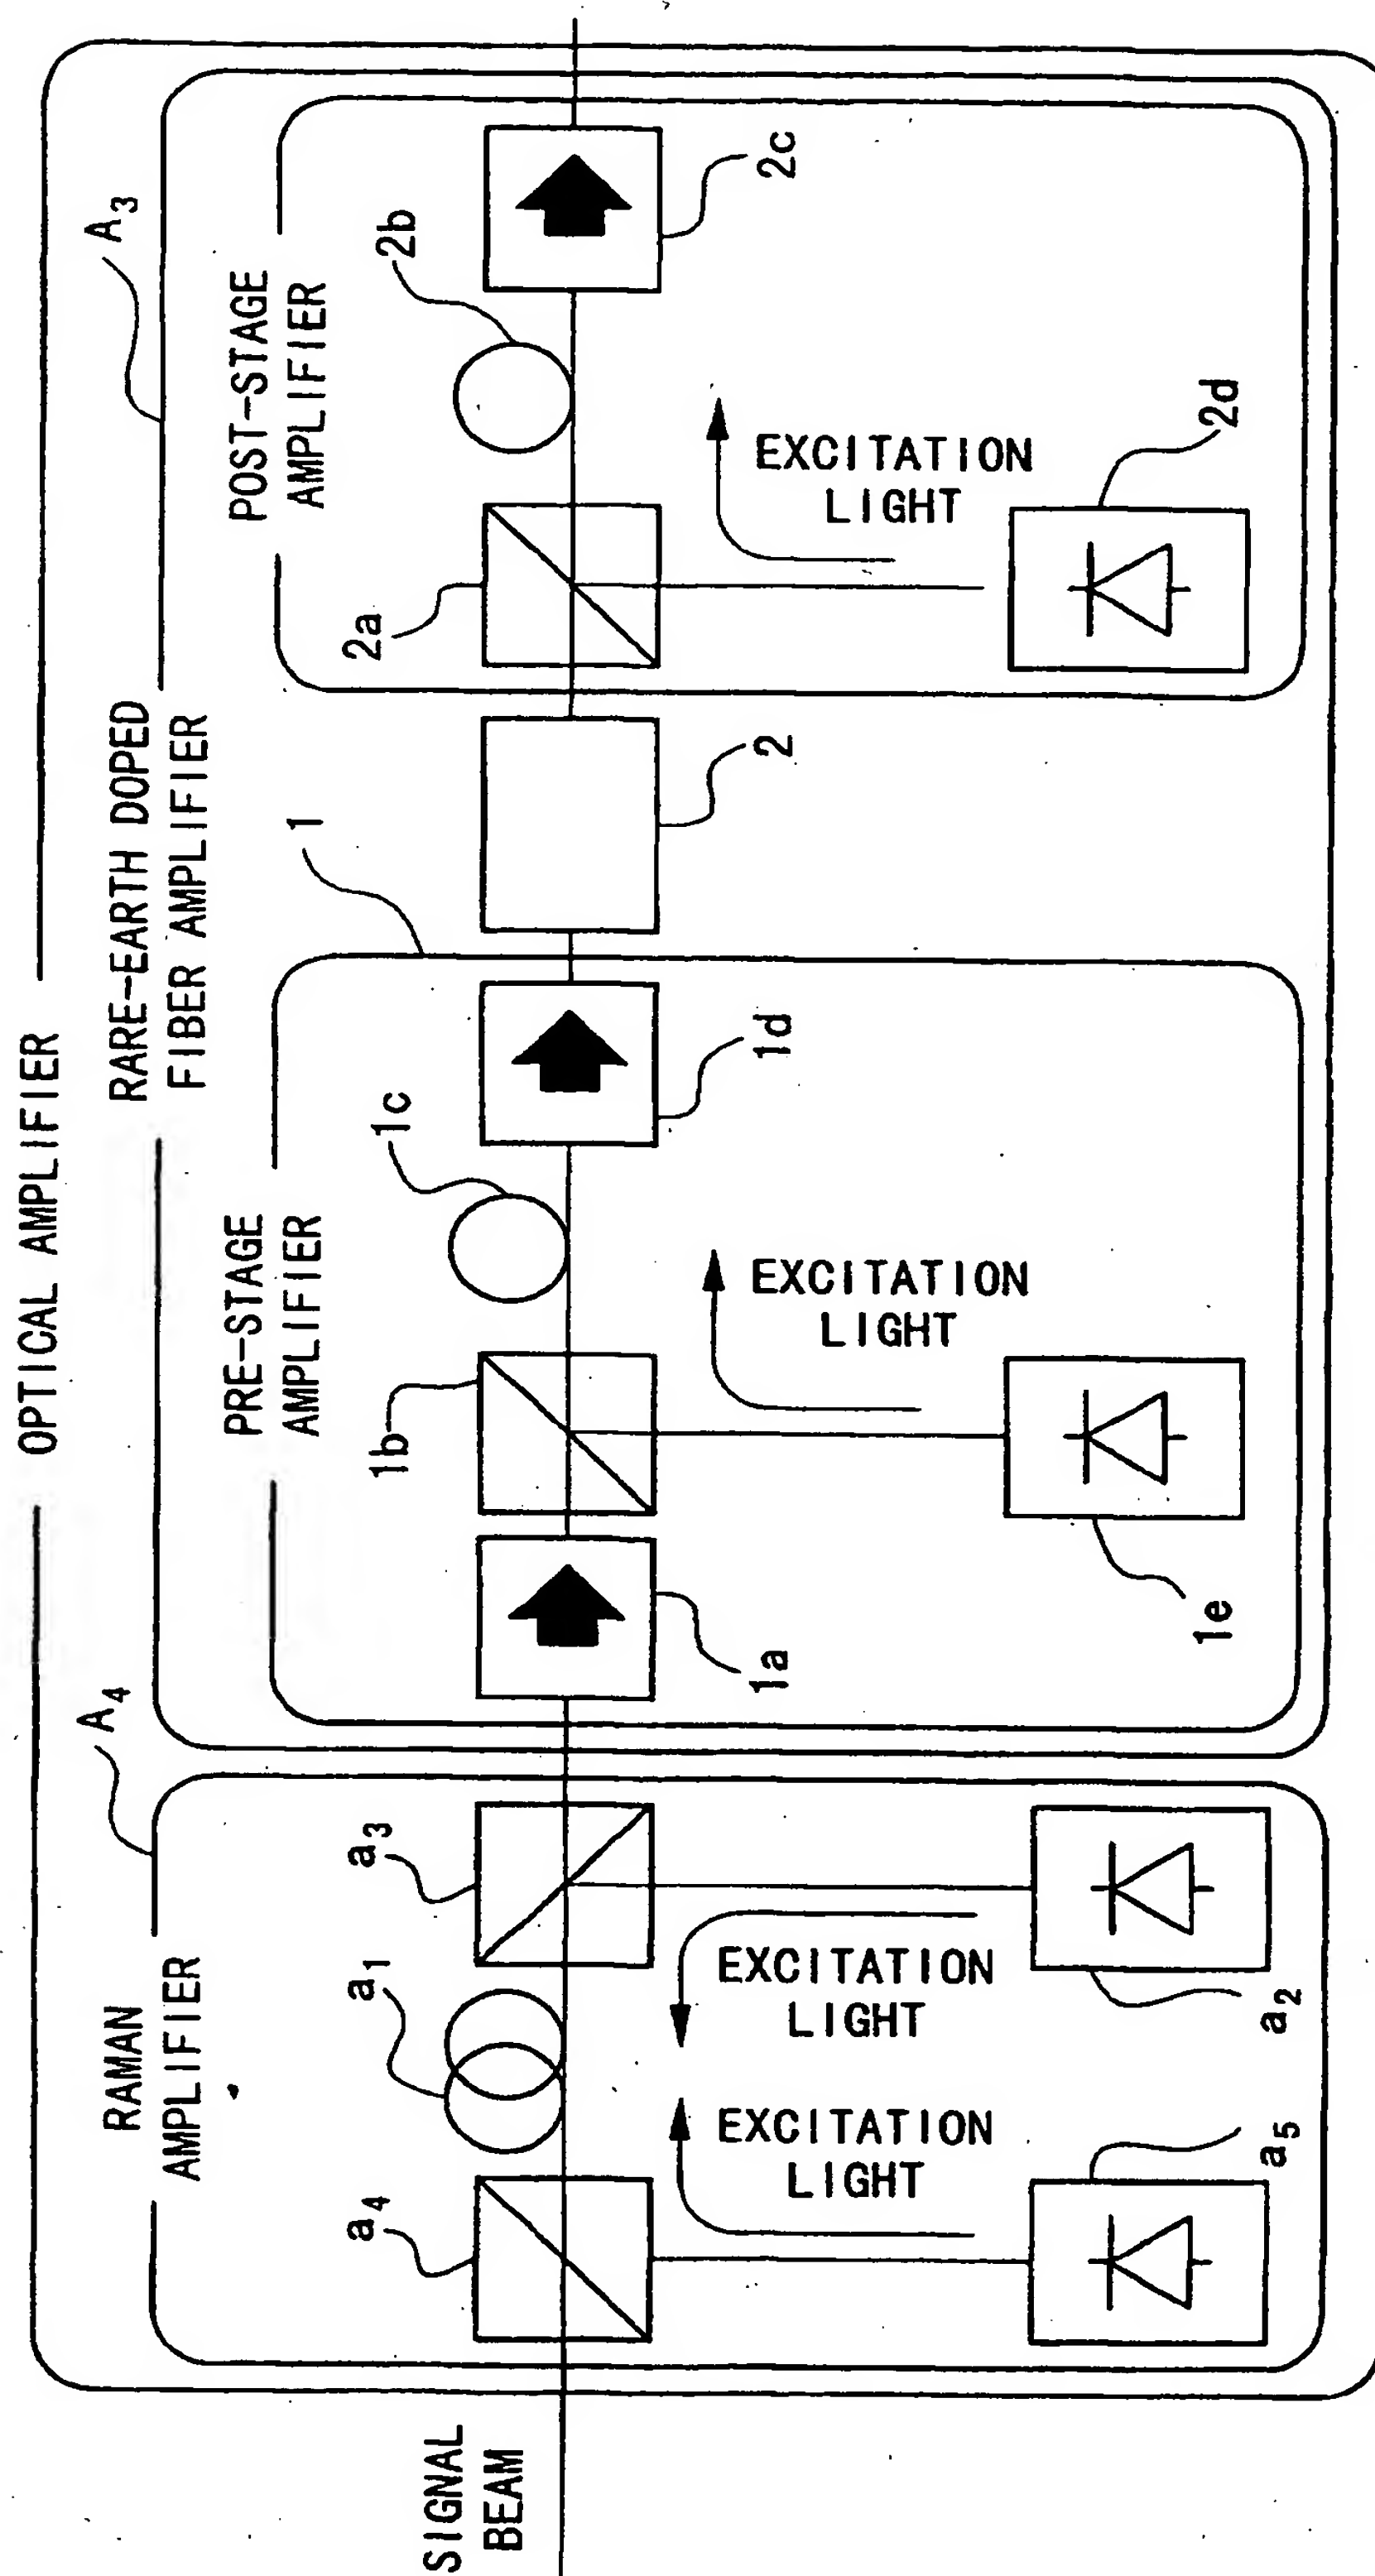 OPTICAL AMPLIFIER
A4
A3
RAMAN
AMPLIFIER
RARE-EARTH DOPED
FIBER AMPLIFIER
PRE-STAGE
AMPLIFIER
1
POST-STAGE
AMPLIFIER
SIGNAL
BEAM
a4
a1
a3
1b
1c
2a
2b
1a
1d
2
2c
EXCITATION
LIGHT
EXCITATION
LIGHT
EXCITATION
LIGHT
EXCITATION
LIGHT
a5
a2
1e
2d